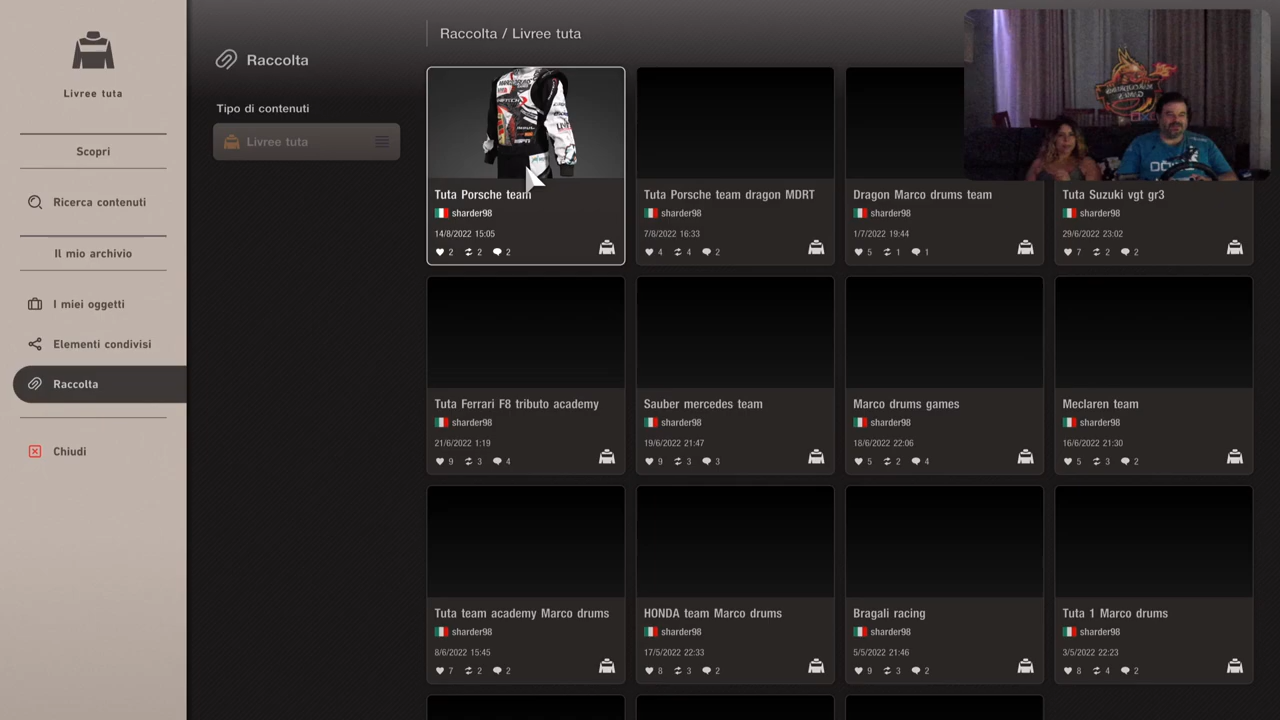 Livree tuta
Scopri
Ricerca contenuti
Il mio archivio
I miei oggetti
Elementi condivisi
Raccolta
Chiudi
Raccolta
Tipo di contenuti
Livree tuta
Raccolta / Livree tuta
Tuta Porsche team
sharder98
14/8/2022 15:05
2 2 2
Tuta Porsche team dragon MDRT
sharder98
7/8/2022 16:33
4 4 2
Dragon Marco drums team
sharder98
1/7/2022 19:44
5 1 1
Tuta Suzuki vgt gr3
sharder98
29/6/2022 23:02
7 2 2
Tuta Ferrari F8 tributo academy
sharder98
21/6/2022 1:19
9 3 4
Sauber mercedes team
sharder98
19/6/2022 21:47
9 3 3
Marco drums games
sharder98
18/6/2022 22:06
5 2 4
Meclaren team
sharder98
16/6/2022 21:30
5 3 2
Tuta team academy Marco drums
sharder98
8/6/2022 15:45
7 2 2
HONDA team Marco drums
sharder98
17/5/2022 22:33
8 3 2
Bragali racing
sharder98
5/5/2022 21:46
9 3 2
Tuta 1 Marco drums
sharder98
3/5/2022 22:23
8 4 2